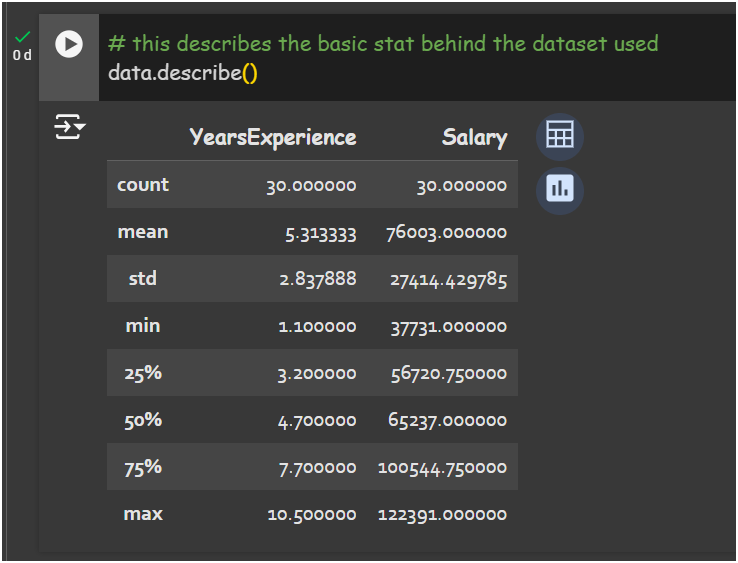 # this describes the basic stat behind the dataset used
0 d
data.describe()
YearsExperience Salary
count 30.000000 30.000000
mean 5.313333 76003.000000
std 2.837888 27414.429785
min 1.100000 37731.000000
25% 3.200000 56720.750000
50% 4.700000 65237.000000
75% 7.700000 100544.750000
max 10.500000 122391.000000